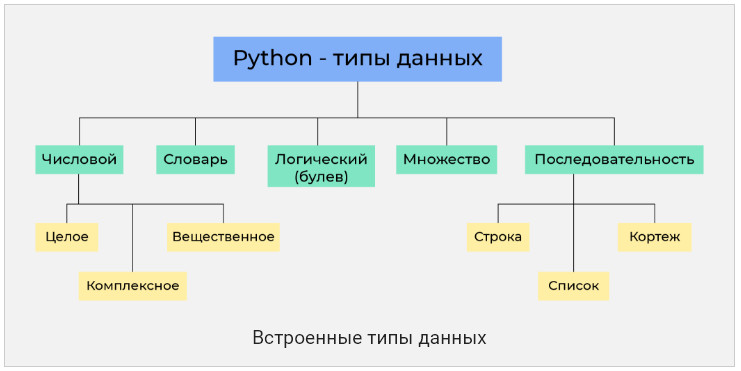 Python - типы данных
Числовой
Словарь
Логический
(булев)
Множество
Последовательность
Целое
Вещественное
Строка
Кортеж
Комплексное
Список
Встроенные типы данных